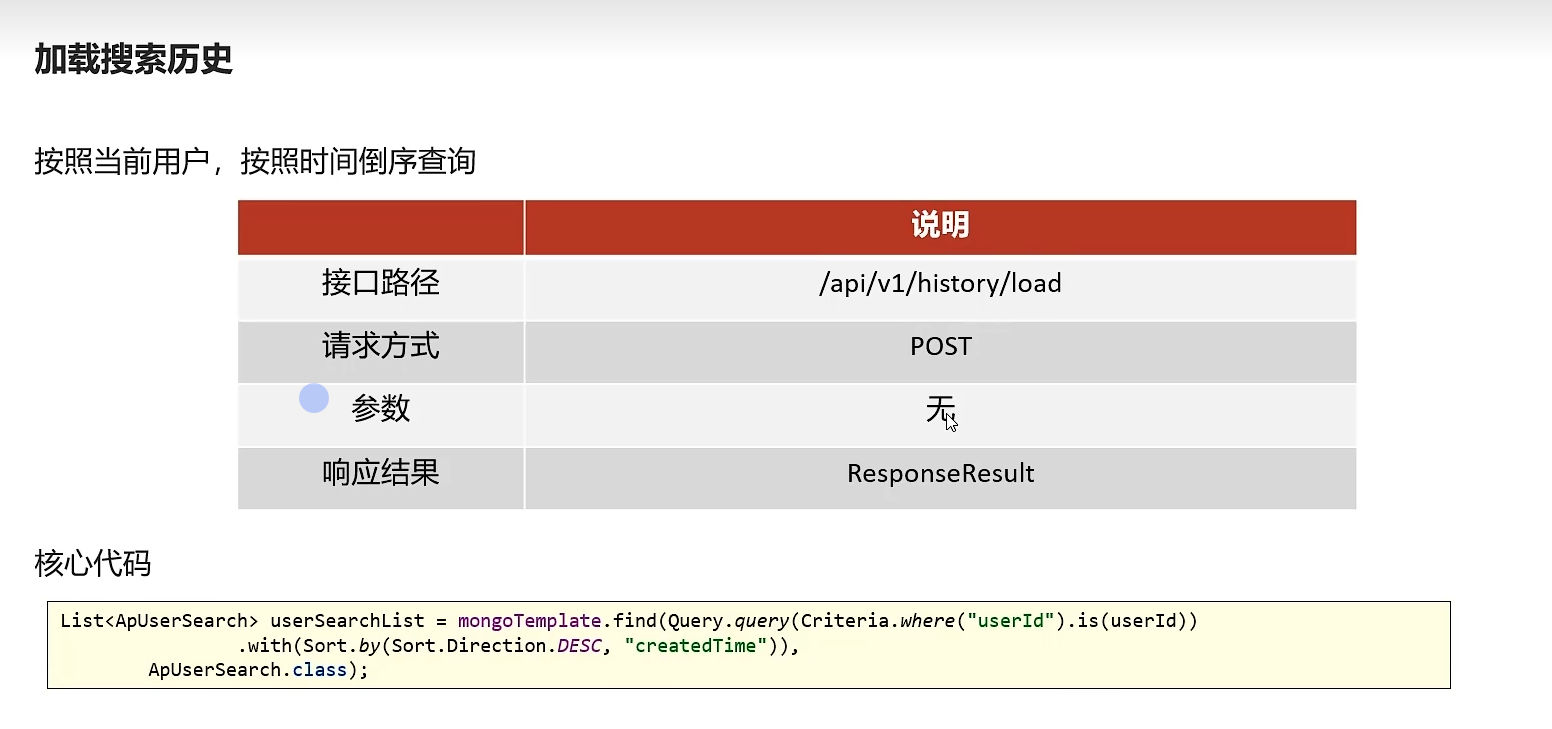 加载搜索历史
按照当前用户，按照时间倒序查询
说明
接口路径 /api/v1/history/load
请求方式 POST
参数 无
响应结果 ResponseResult
核心代码
List<ApUserSearch> userSearchList = mongoTemplate.find(Query.query(Criteria.where("userId").is(userId))
.with(Sort.by(Sort.Direction.DESC, "createdTime")),
ApUserSearch.class);